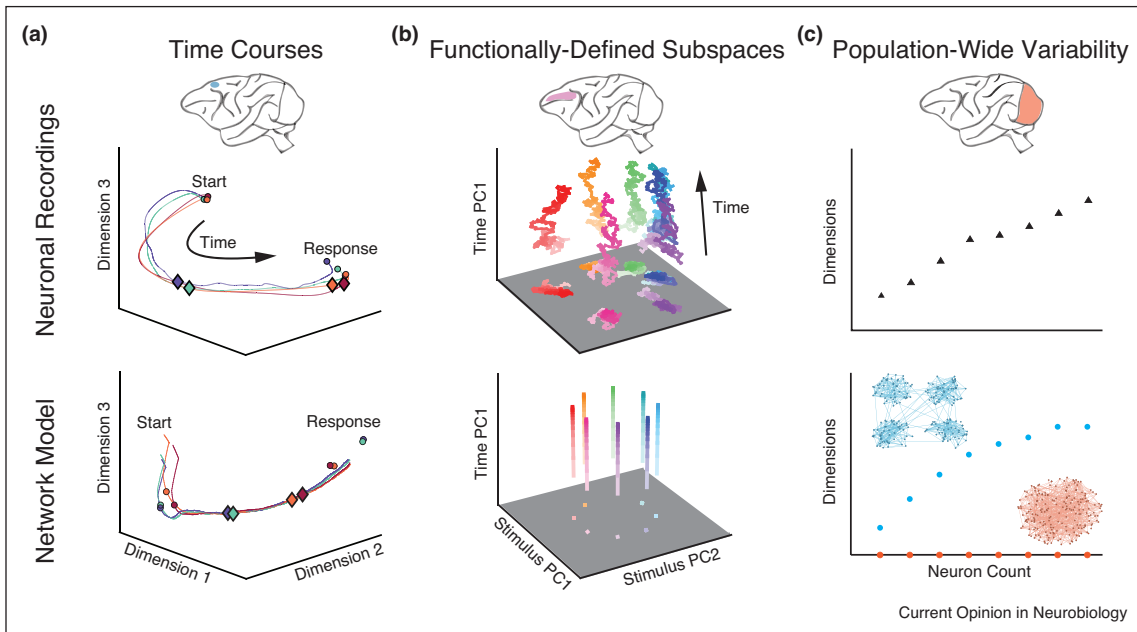 (a)
Time Courses
(b)
Functionally-Defined Subspaces
(c)
Population-Wide Variability
Neuronal Recordings
Dimension 3
Start
Time
Response
Time PC1
Time
Dimensions
Network Model
Dimension 3
Start
Response
Dimension 1
Dimension 2
Time PC1
Stimulus PC1
Stimulus PC2
Dimensions
Neuron Count
Current Opinion in Neurobiology